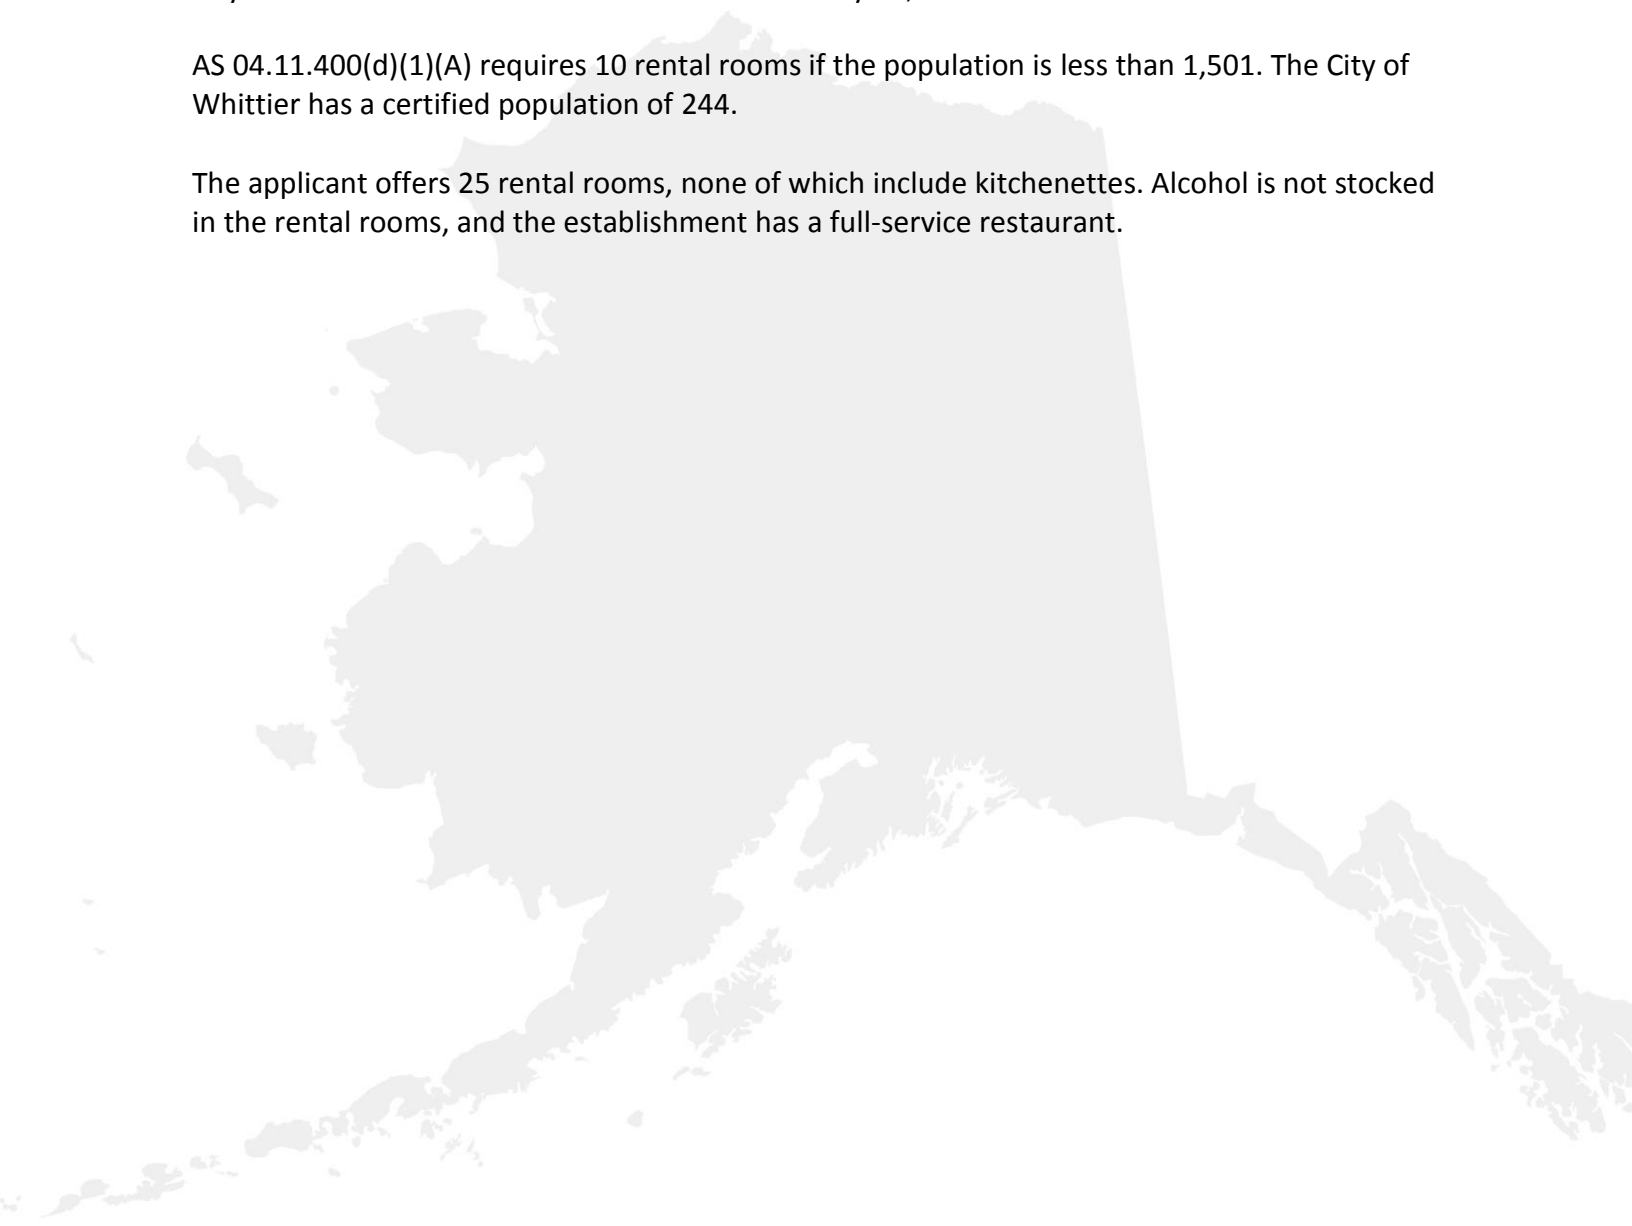 AS 04.11.400(d)(1)(A) requires 10 rental rooms if the population is less than 1,501. The City of
Whittier has a certified population of 244.
The applicant offers 25 rental rooms, none of which include kitchenettes. Alcohol is not stocked
in the rental rooms, and the establishment has a full-service restaurant.